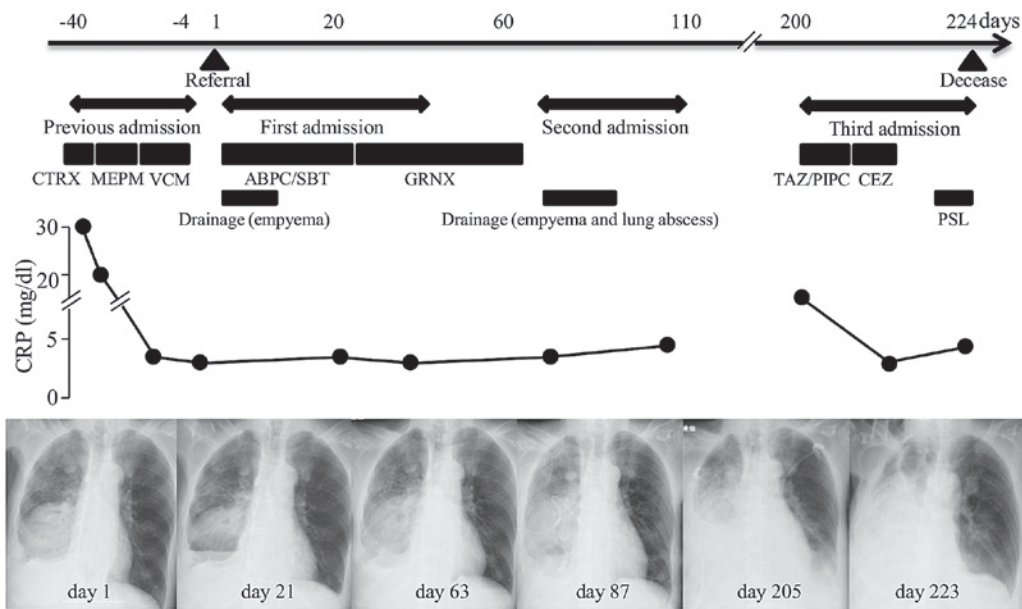 -40 -4 1 20 60 110 200 224 days
Referral Decease
Previous admission First admission Second admission Third admission
CTRX MEPM VCM ABPC/SBT GRNX TAZ/PIPC CEZ
Drainage (empyema) Drainage (empyema and lung abscess) PSL
CRP (mg/dl)
30
20
5
0
day 1 day 21 day 63 day 87 day 205 day 223